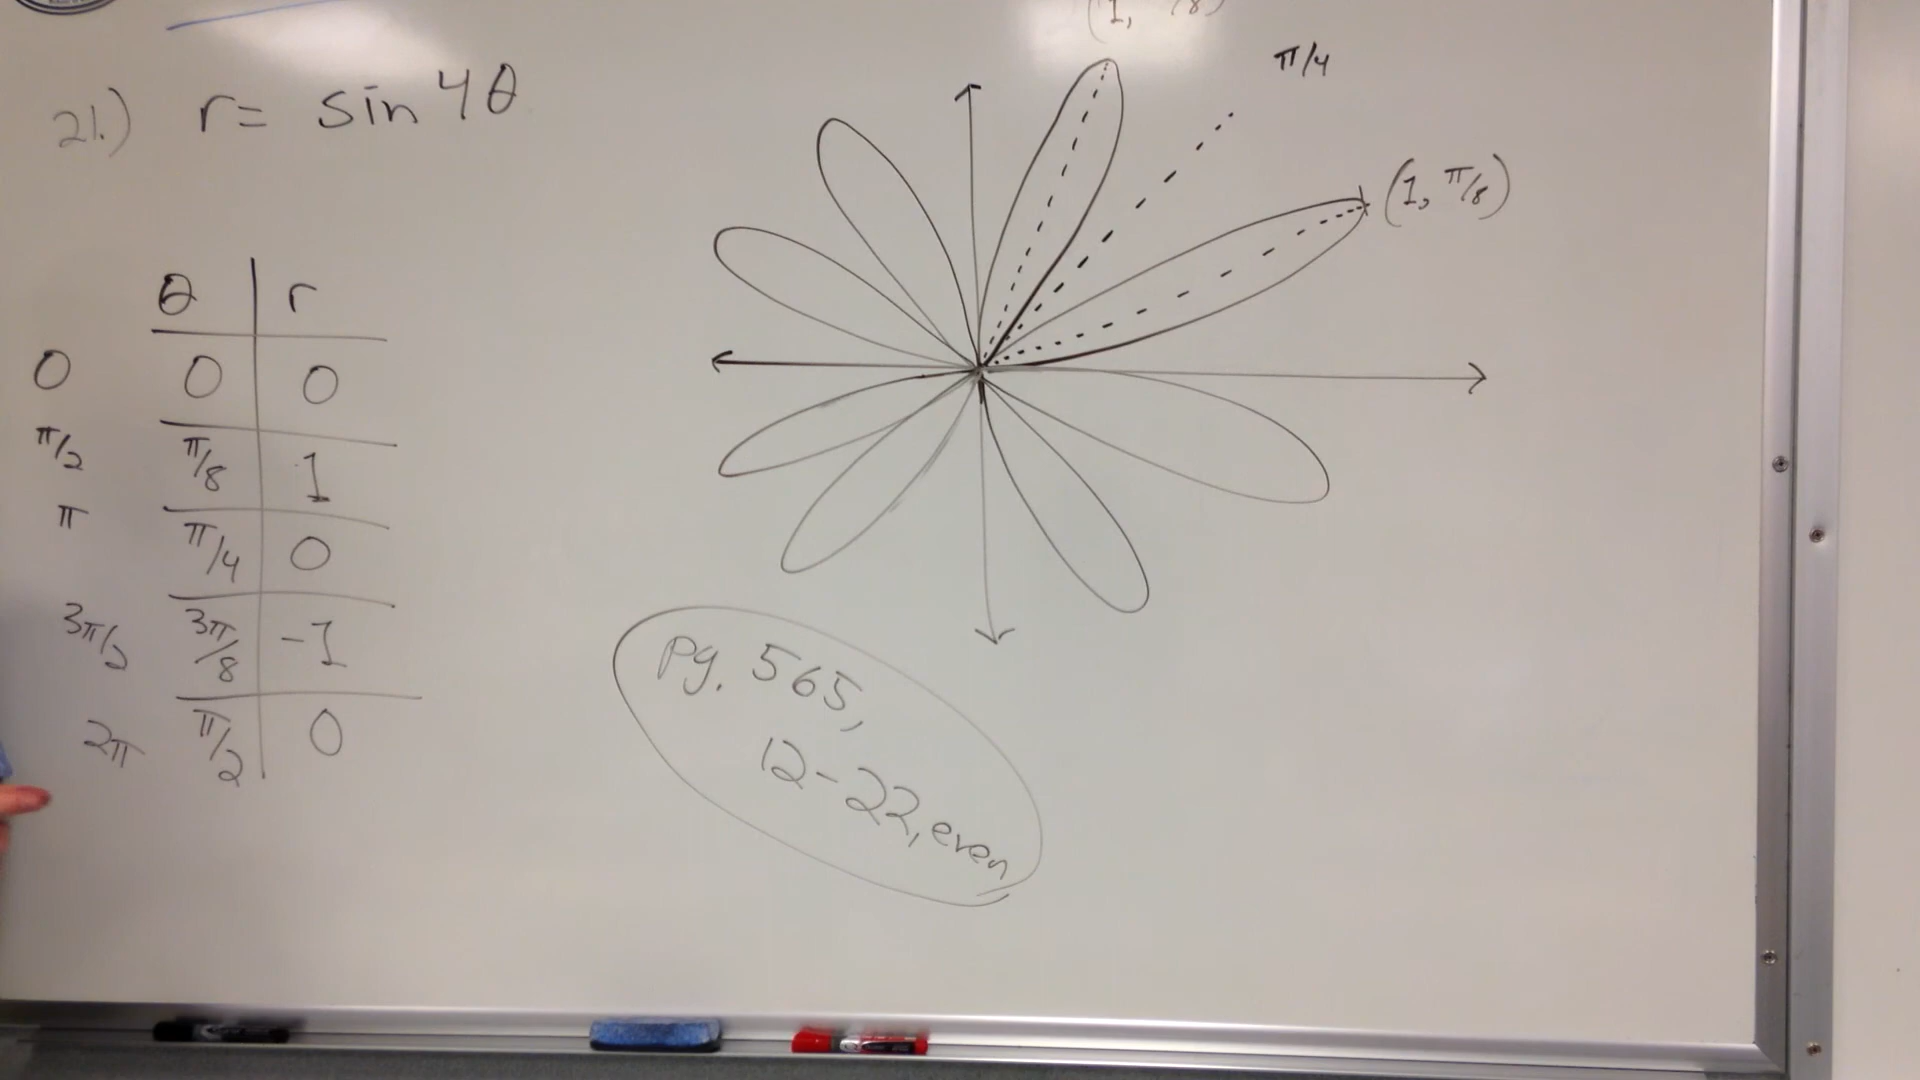 21.) r = sin 4θ
θ r
0 0 0
π/2 π/8 1
π π/4 0
3π/2 3π/8 -1
2π π/2 0
π/4
(1, π/8)
pg. 565,
12-22, even